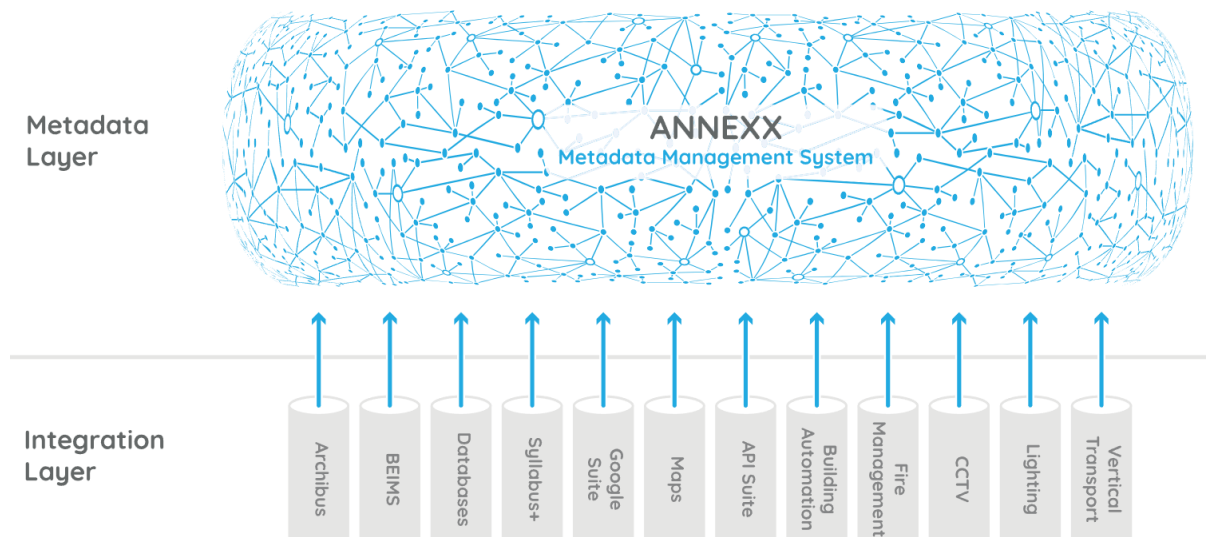 Metadata
Layer
ANNEXX
Metadata Management System
Integration
Layer
Archibus
BEIMS
Databases
Syllabus+
Google
Suite
Maps
API Suite
Building
Automation
Fire
Management
CCTV
Lighting
Vertical
Transport